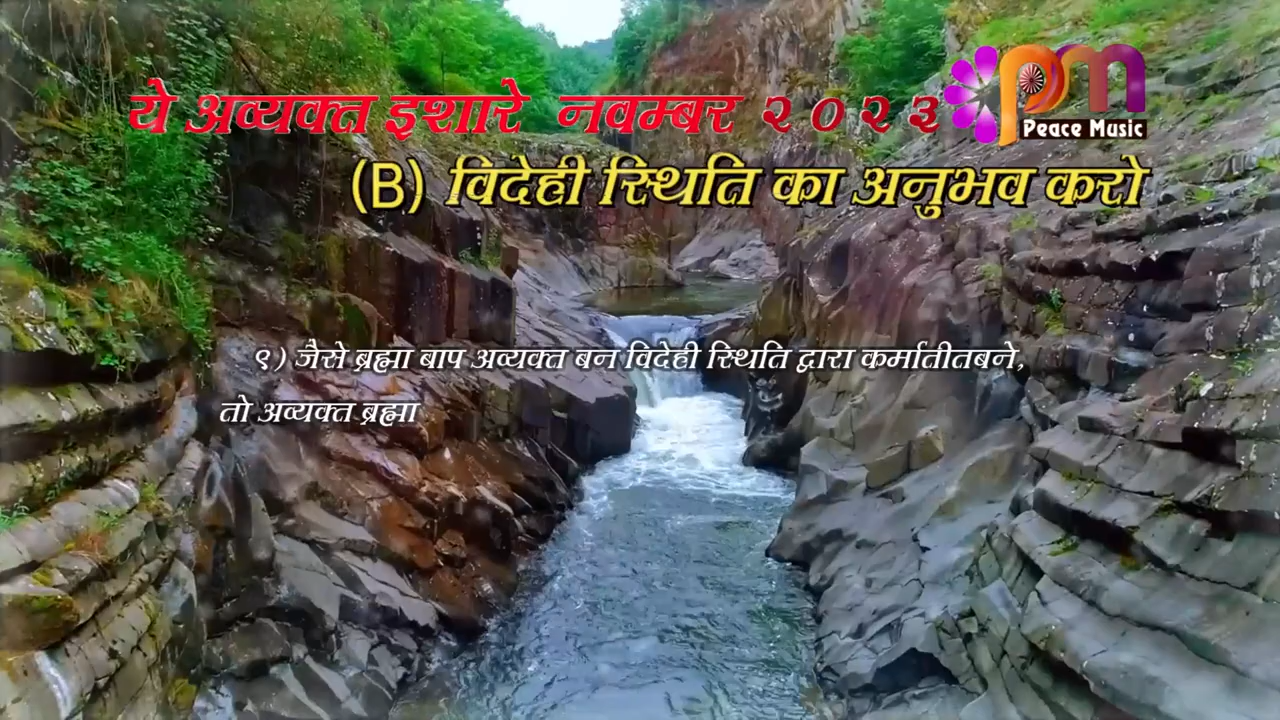 ये अव्यक्त इशारे नवम्बर २०२३
pm
Peace Music
(B) विदेही स्थिति का अनुभव करो
९) जैसे ब्रह्मा बाप अव्यक्त बन विदेही स्थिति द्वारा कर्मातीतबने,
तो अव्यक्त ब्रह्मा